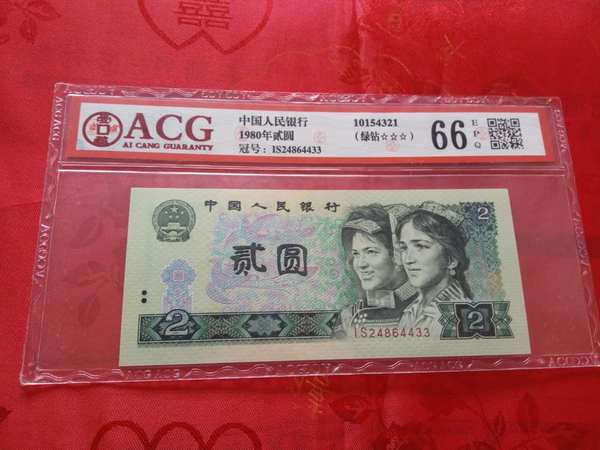 ACG
AI CANG GUARANTY
中国人民银行
1980年贰圆
冠号：IS24864433
10154321
（绿钻☆☆☆）
66
EPQ
中国人民银行
贰圆
2
2
IS24864433